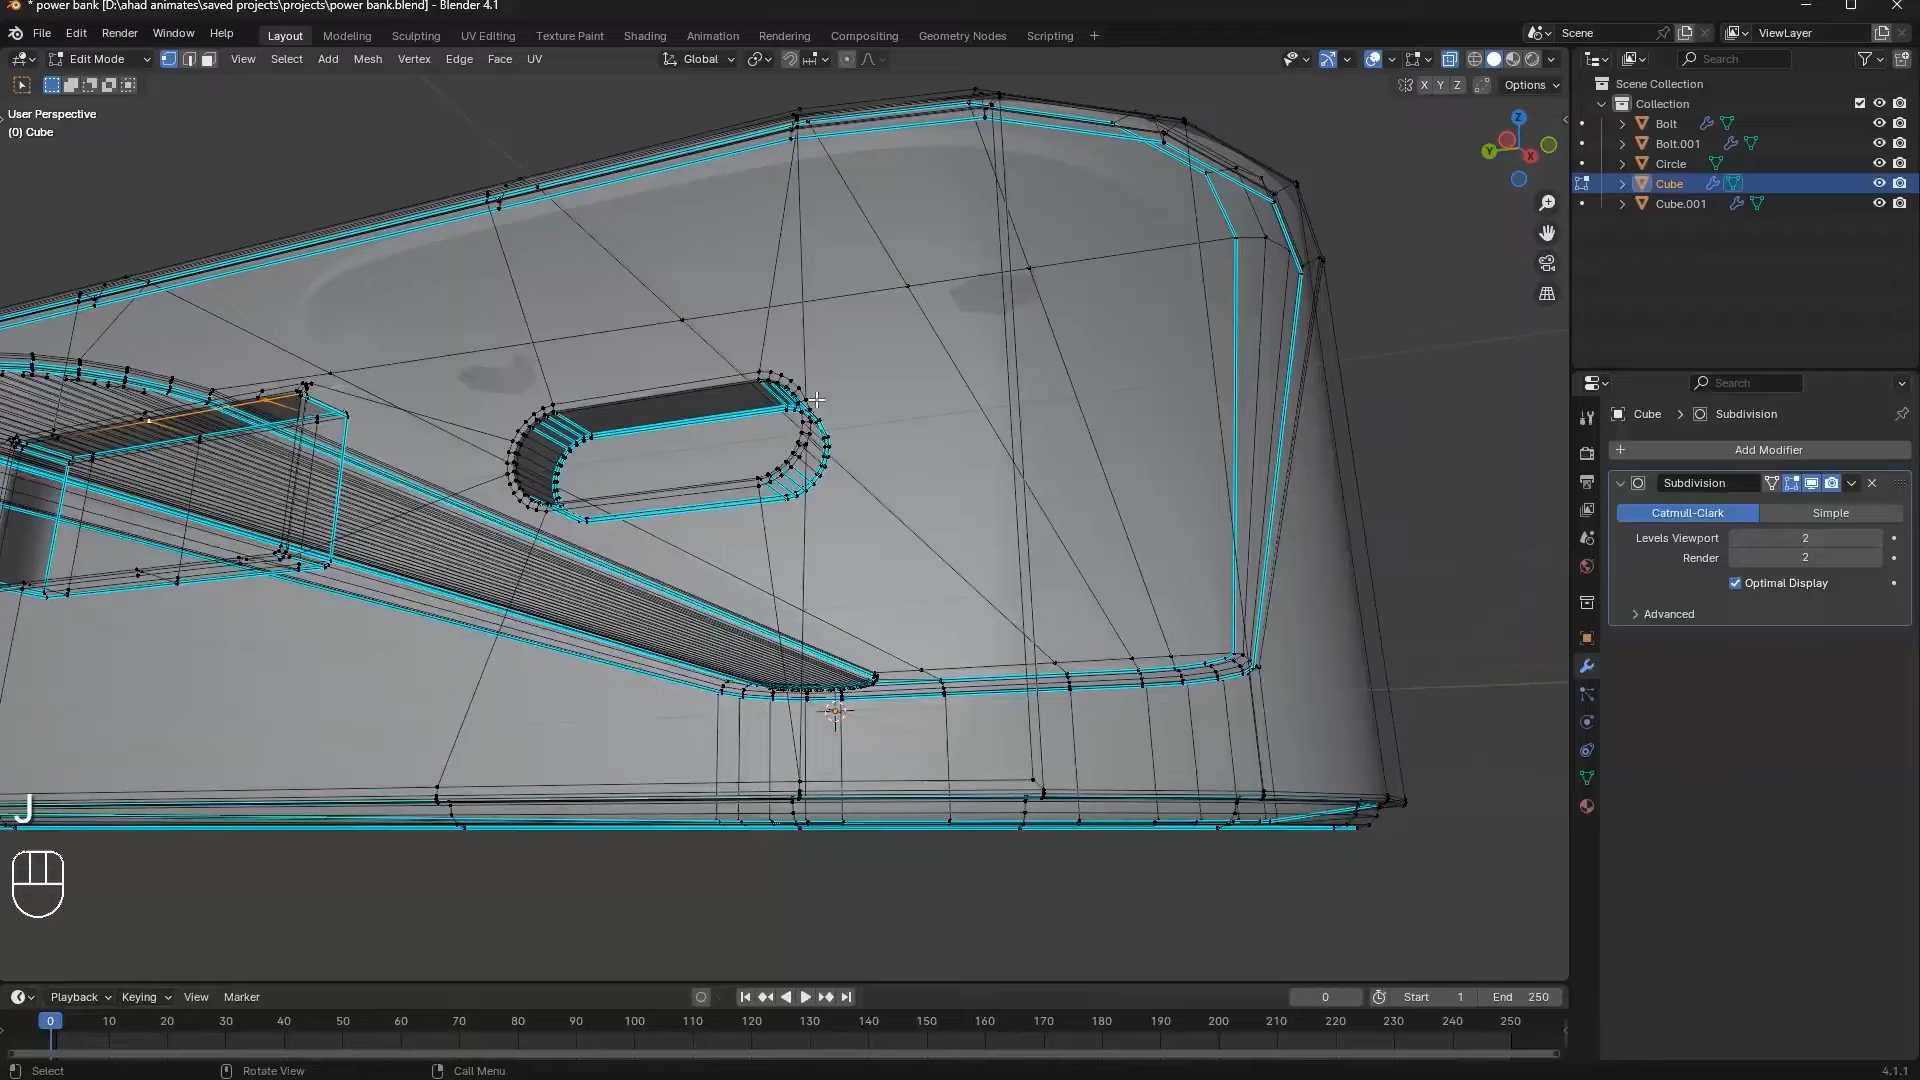 * power bank [D:\ahad animates\saved projects\projects\power bank.blend] - Blender 4.1
File Edit Render Window Help Layout Modeling Sculpting UV Editing Texture Paint Shading Animation Rendering Compositing Geometry Nodes Scripting +
Scene
ViewLayer
Edit Mode View Select Add Mesh Vertex Edge Face UV
Global
Search
X Y Z Options
User Perspective
(0) Cube
Z
Y
X
Scene Collection
Collection
Bolt
Bolt.001
Circle
Cube
Cube.001
Search
Cube > Subdivision
+ Add Modifier
Subdivision
Catmull-Clark Simple
Levels Viewport 2
Render 2
Optimal Display
Advanced
J
Playback Keying View Marker
0
Start 1
End 250
0 10 20 30 40 50 60 70 80 90 100 110 120 130 140 150 160 170 180 190 200 210 220 230 240 250
Select
Rotate View
Call Menu
4.1.1